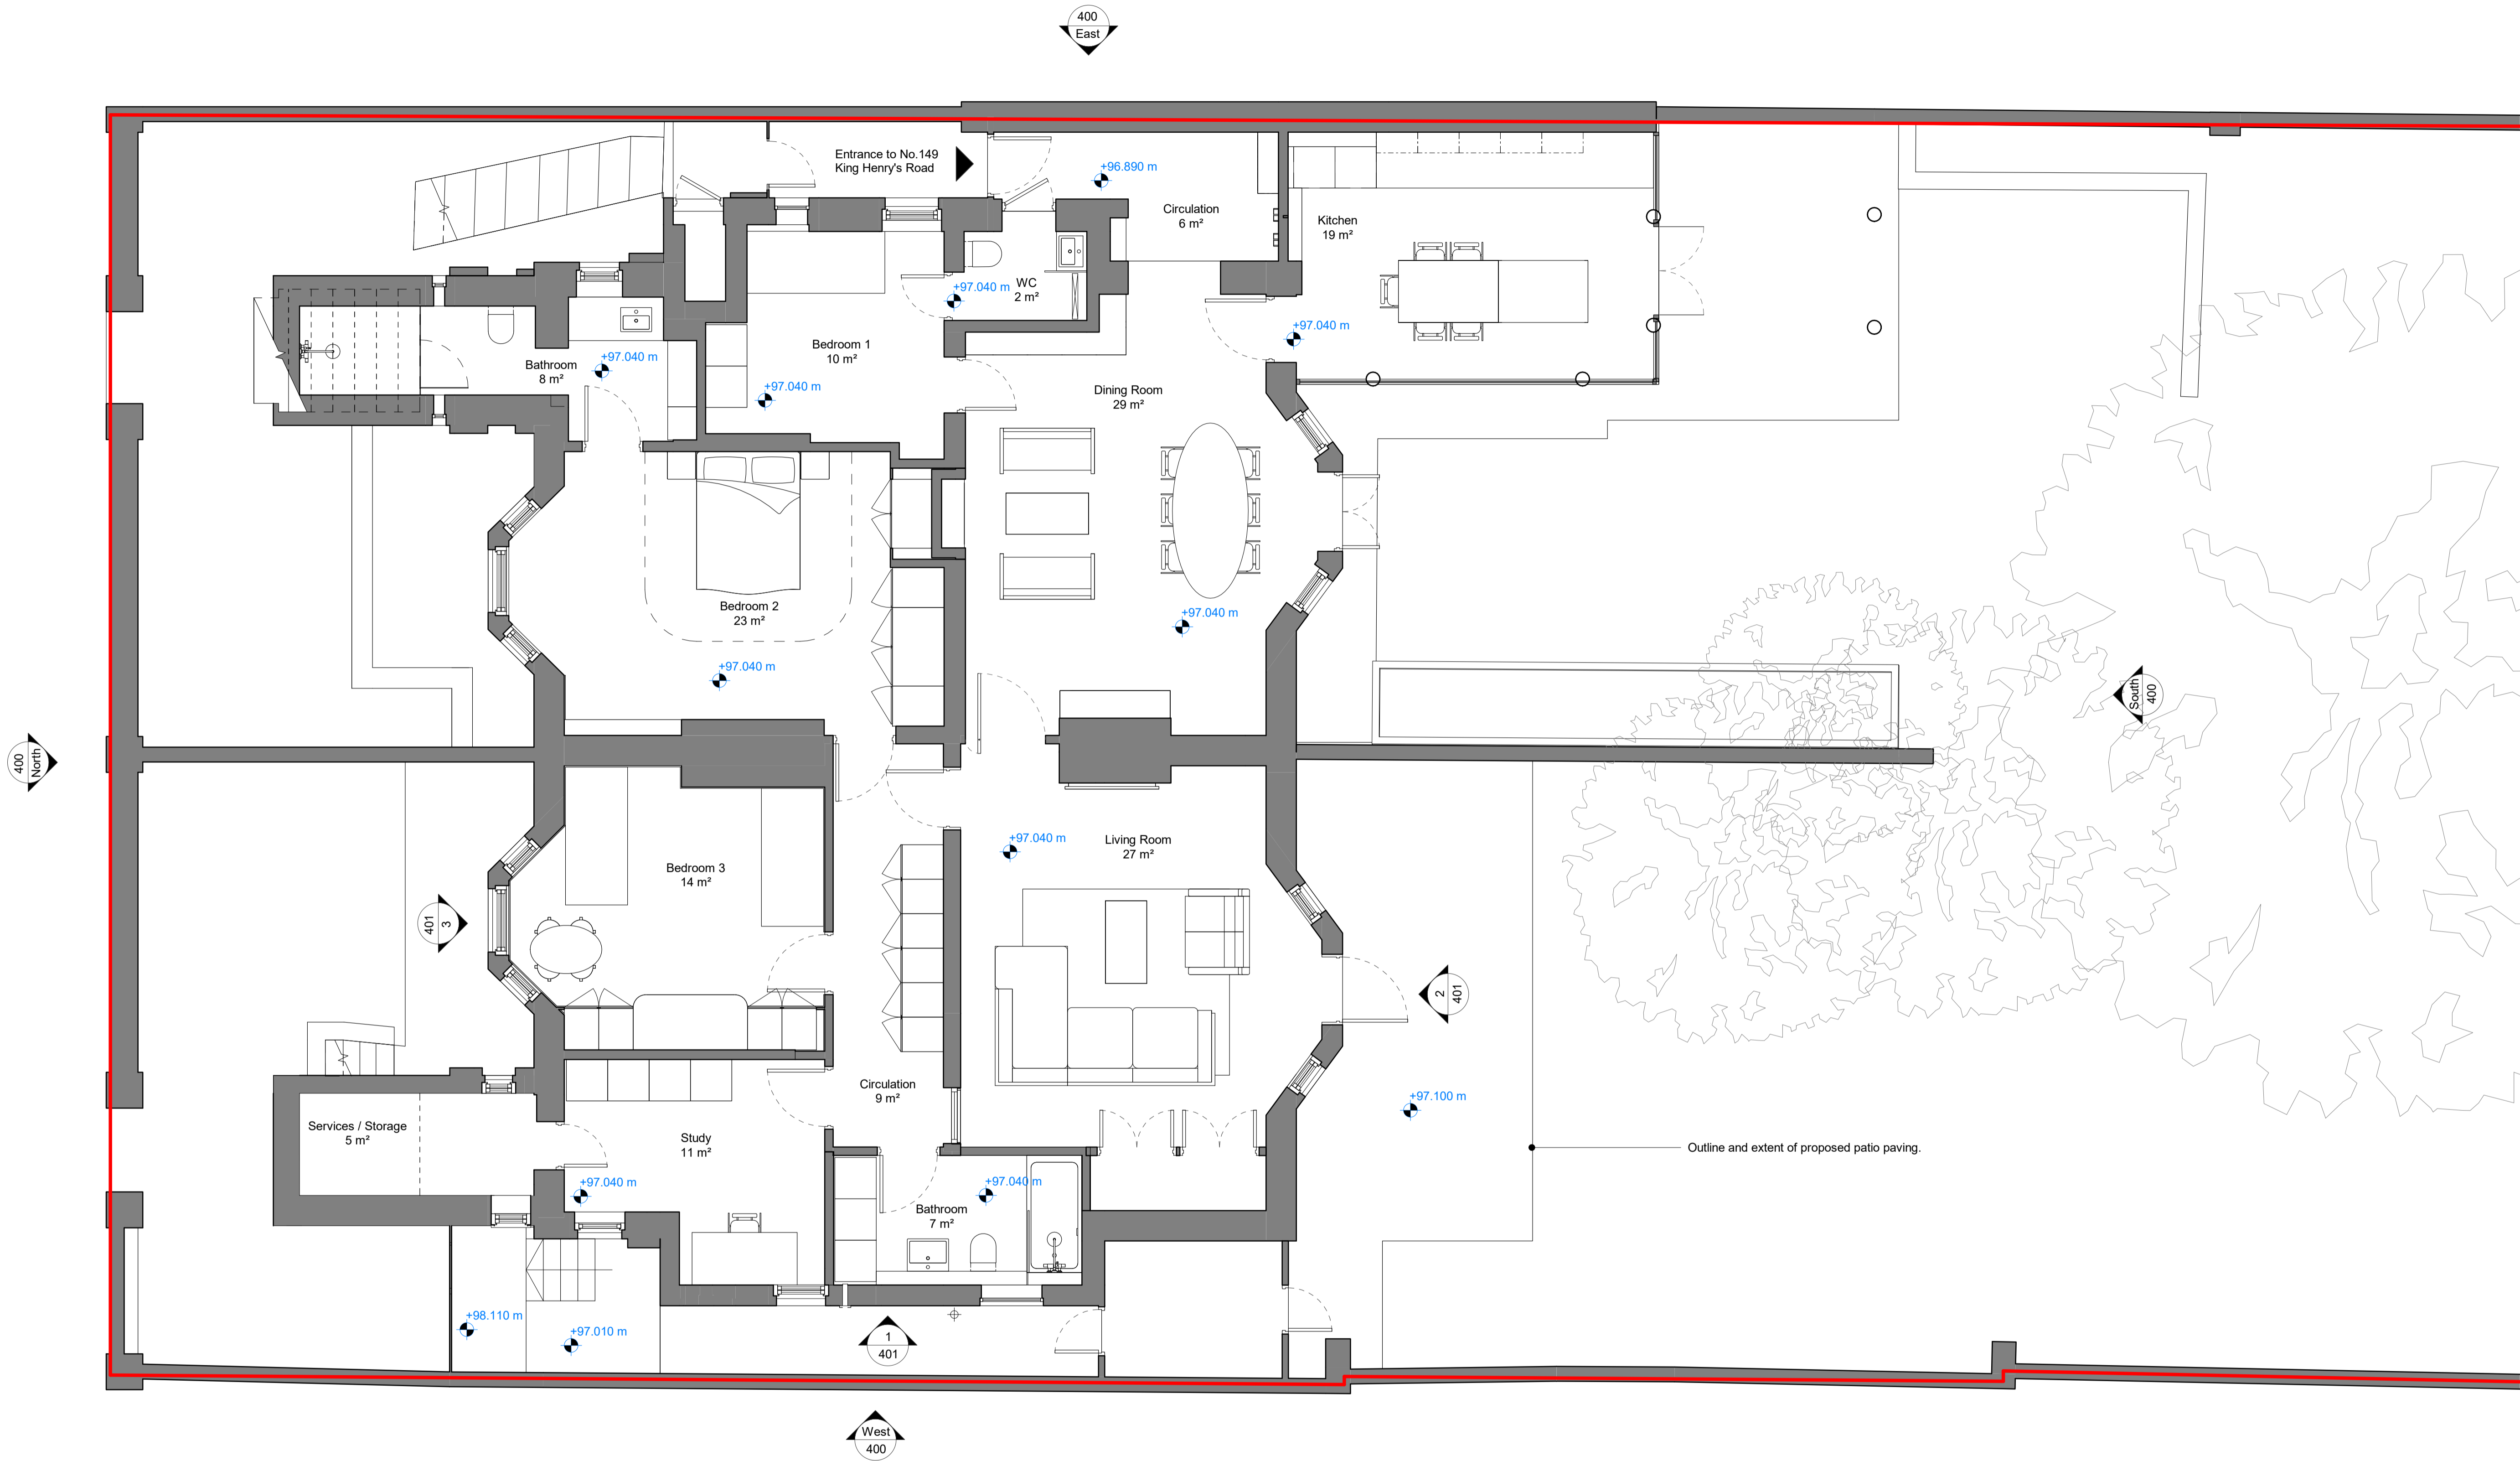 400
East
Entrance to No.149
King Henry's Road
+96.890 m
Circulation
6 m²
Kitchen
19 m²
WC
2 m²
+97.040 m
+97.040 m
Bathroom
8 m²
+97.040 m
Bedroom 1
10 m²
+97.040 m
Dining Room
29 m²
Bedroom 2
23 m²
+97.040 m
+97.040 m
South
400
400
North
Bedroom 3
14 m²
+97.040 m
Living Room
27 m²
401
3
2
401
Circulation
9 m²
+97.100 m
Services / Storage
5 m²
Study
11 m²
Outline and extent of proposed patio paving.
+97.040 m
+97.040 m
Bathroom
7 m²
+98.110 m
+97.010 m
1
401
West
400